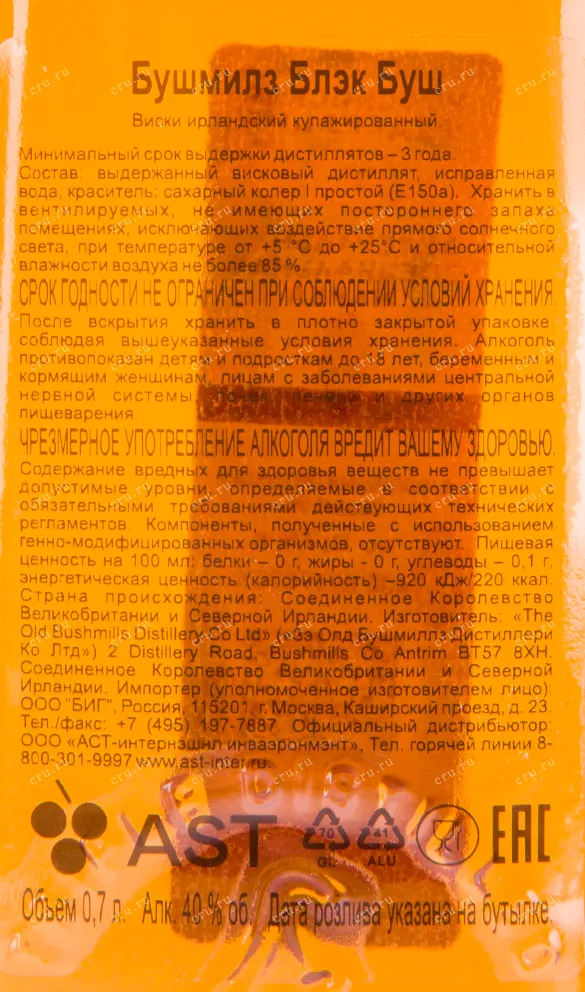 Бушмилз Блэк Буш
Виски ирландский купажированный.
Минимальный срок выдержки дистиллятов – 3 года.
Состав: выдержанный висковый дистиллят, исправленная
вода, краситель: сахарный колер I простой (Е150а). Хранить в
вентилируемых, не имеющих постороннего запаха
помещениях, исключающих воздействие прямого солнечного
света, при температуре от +5 °С до +25°С и относительной
влажности воздуха не более 85 %.
СРОК ГОДНОСТИ НЕ ОГРАНИЧЕН ПРИ СОБЛЮДЕНИИ УСЛОВИЙ ХРАНЕНИЯ.
После вскрытия хранить в плотно закрытой упаковке,
соблюдая вышеуказанные условия хранения. Алкоголь
противопоказан детям и подросткам до 18 лет, беременным и
кормящим женщинам, лицам с заболеваниями центральной
нервной системы, почек, печени и других органов
пищеварения.
ЧРЕЗМЕРНОЕ УПОТРЕБЛЕНИЕ АЛКОГОЛЯ ВРЕДИТ ВАШЕМУ ЗДОРОВЬЮ.
Содержание вредных для здоровья веществ не превышает
допустимые уровни, определяемые в соответствии с
обязательными требованиями действующих технических
регламентов. Компоненты, полученные с использованием
генно-модифицированных организмов, отсутствуют. Пищевая
ценность на 100 мл: белки – 0 г, жиры - 0 г, углеводы – 0,1 г.
энергетическая ценность (калорийность) –920 кДж/220 ккал.
Страна происхождения: Соединенное Королевство
Великобритании и Северной Ирландии. Изготовитель: «The
Old Bushmills Distillery Co Ltd» («Зэ Олд Бушмиллз Дистиллери
Ко Лтд») 2 Distillery Road, Bushmills, Co Antrim BT57 8XH.
Соединенное Королевство Великобритании и Северной
Ирландии. Импортер (уполномоченное изготовителем лицо):
ООО "БИГ", Россия, 115201, г. Москва, Каширский проезд, д. 23.
Тел./факс: +7 (495) 197-7887. Официальный дистрибьютор:
ООО «АСТ-интернэшнл инваэронмэнт», Тел. горячей линии 8-
800-301-9997 www.ast-inter.ru.
AST 70 GL 41 ALU EAC
Объем 0,7 л. Алк. 40 % об. Дата розлива указана на бутылке.